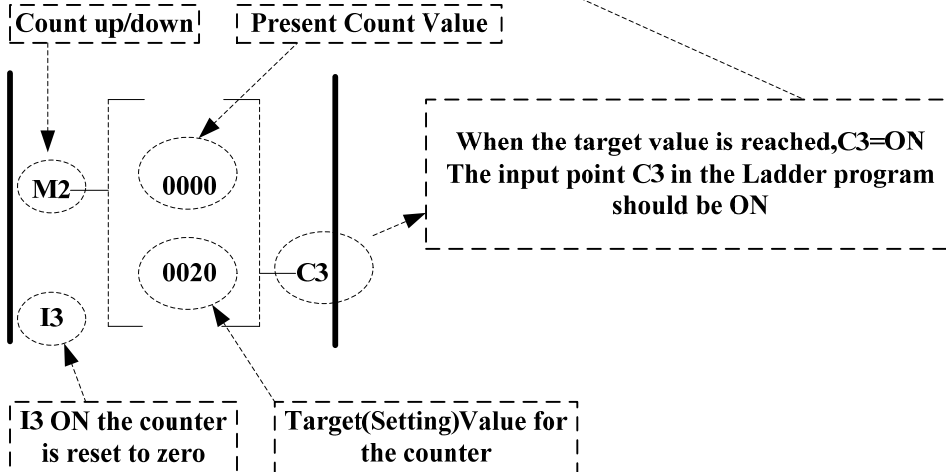 Count up/down
Present Count Value
When the target value is reached,C3=ON
The input point C3 in the Ladder program
should be ON
M2
0000
0020
C3
I3
I3 ON the counter
is reset to zero
Target(Setting)Value for
the counter